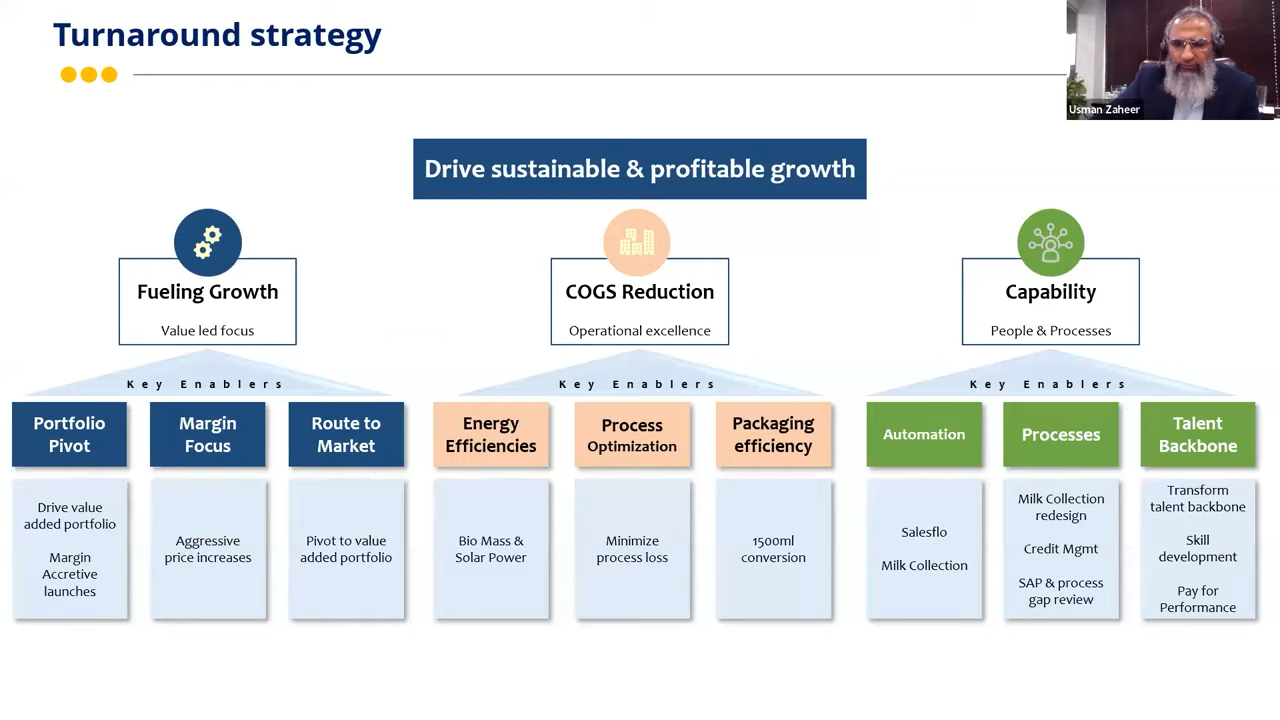 Turnaround strategy
Usman Zaheer
Drive sustainable & profitable growth
Fueling Growth
Value led focus
COGS Reduction
Operational excellence
Capability
People & Processes
Key Enablers
Key Enablers
Key Enablers
Portfolio
Pivot
Margin
Focus
Route to
Market
Energy
Efficiencies
Process
Optimization
Packaging
efficiency
Automation
Processes
Talent
Backbone
Drive value
added portfolio
Margin
Accretive
launches
Aggressive
price increases
Pivot to value
added portfolio
Bio Mass &
Solar Power
Minimize
process loss
1500ml
conversion
Salesflo
Milk Collection
Milk Collection
redesign
Credit Mgmt
SAP & process
gap review
Transform
talent backbone
Skill
development
Pay for
Performance